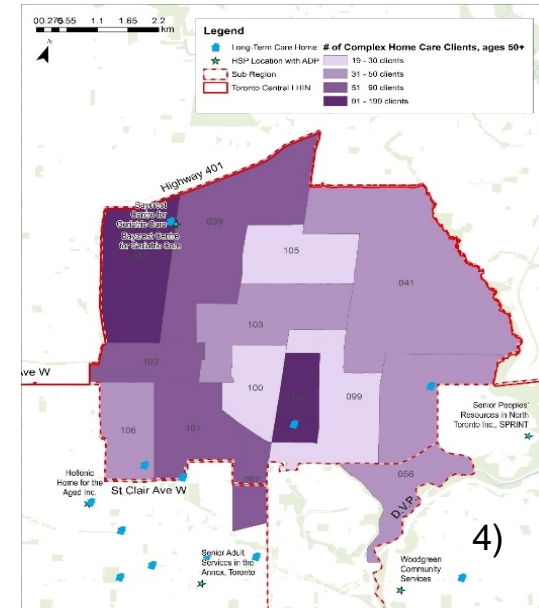 0 0.275 0.55 1.1 1.65 2.2
km
Legend
Long-Term Care Home
HSP Location with ADP
Sub Region
Toronto Central LHIN
# of Complex Home Care Clients, ages 50+
19 - 30 clients
31 - 50 clients
51 - 90 clients
91 - 199 clients
Highway 401
Baycrest
Centre for
Geriatric Care
Baycrest Centre
for Geriatric Care
039
105
041
103
102
100
099
106
101
056
Ave W
Senior Peoples'
Resources in North
Toronto Inc., SPRINT
Hellenic
Home for the
Aged Inc.
St Clair Ave W
D.V.P.
4)
Senior Adult
Services in the
Annex, Toronto
Woodgreen
Community
Services